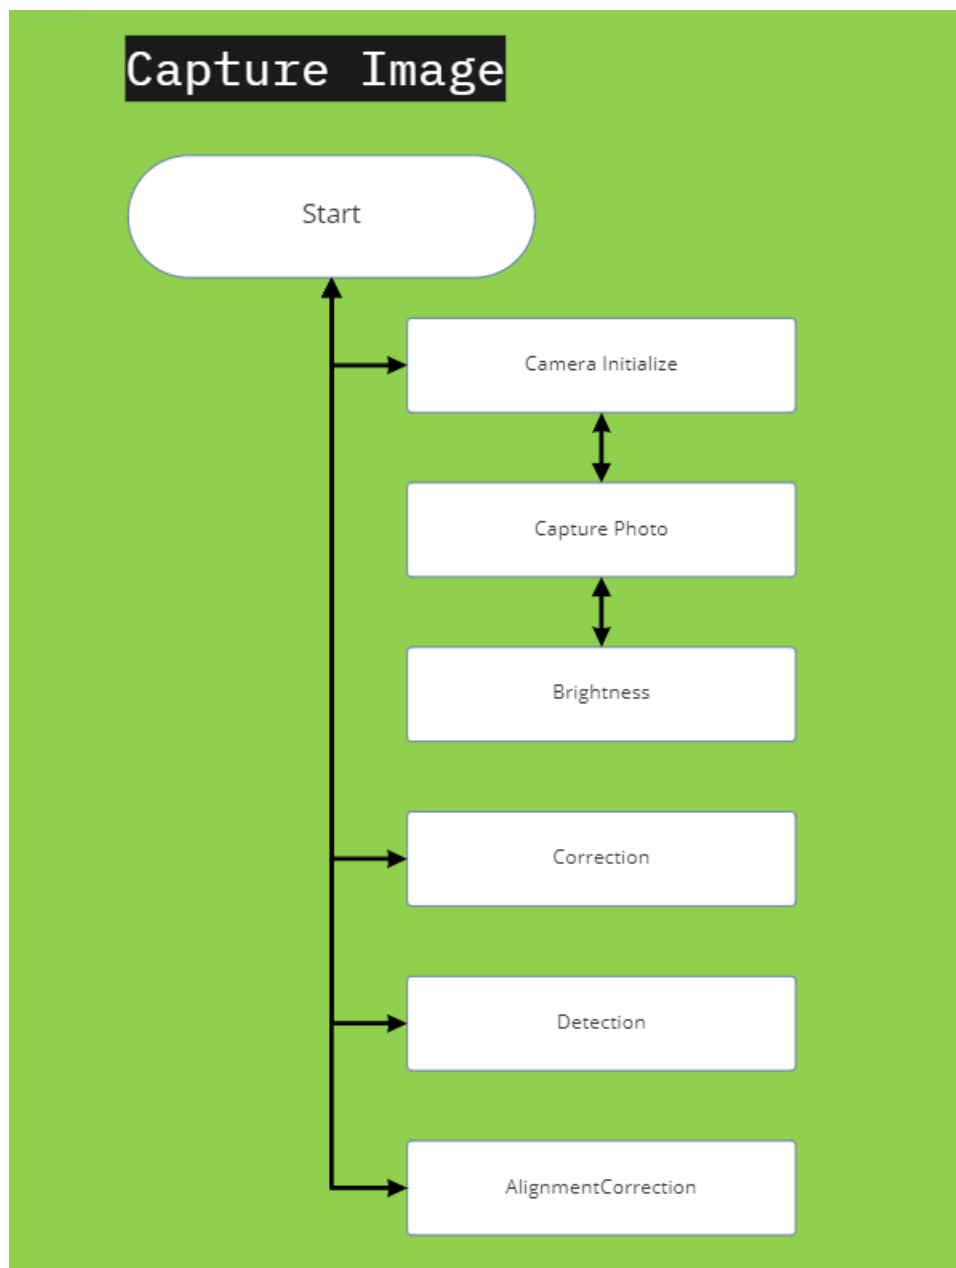 Capture Image
Start
Camera Initialize
Capture Photo
Brightness
Correction
Detection
AlignmentCorrection